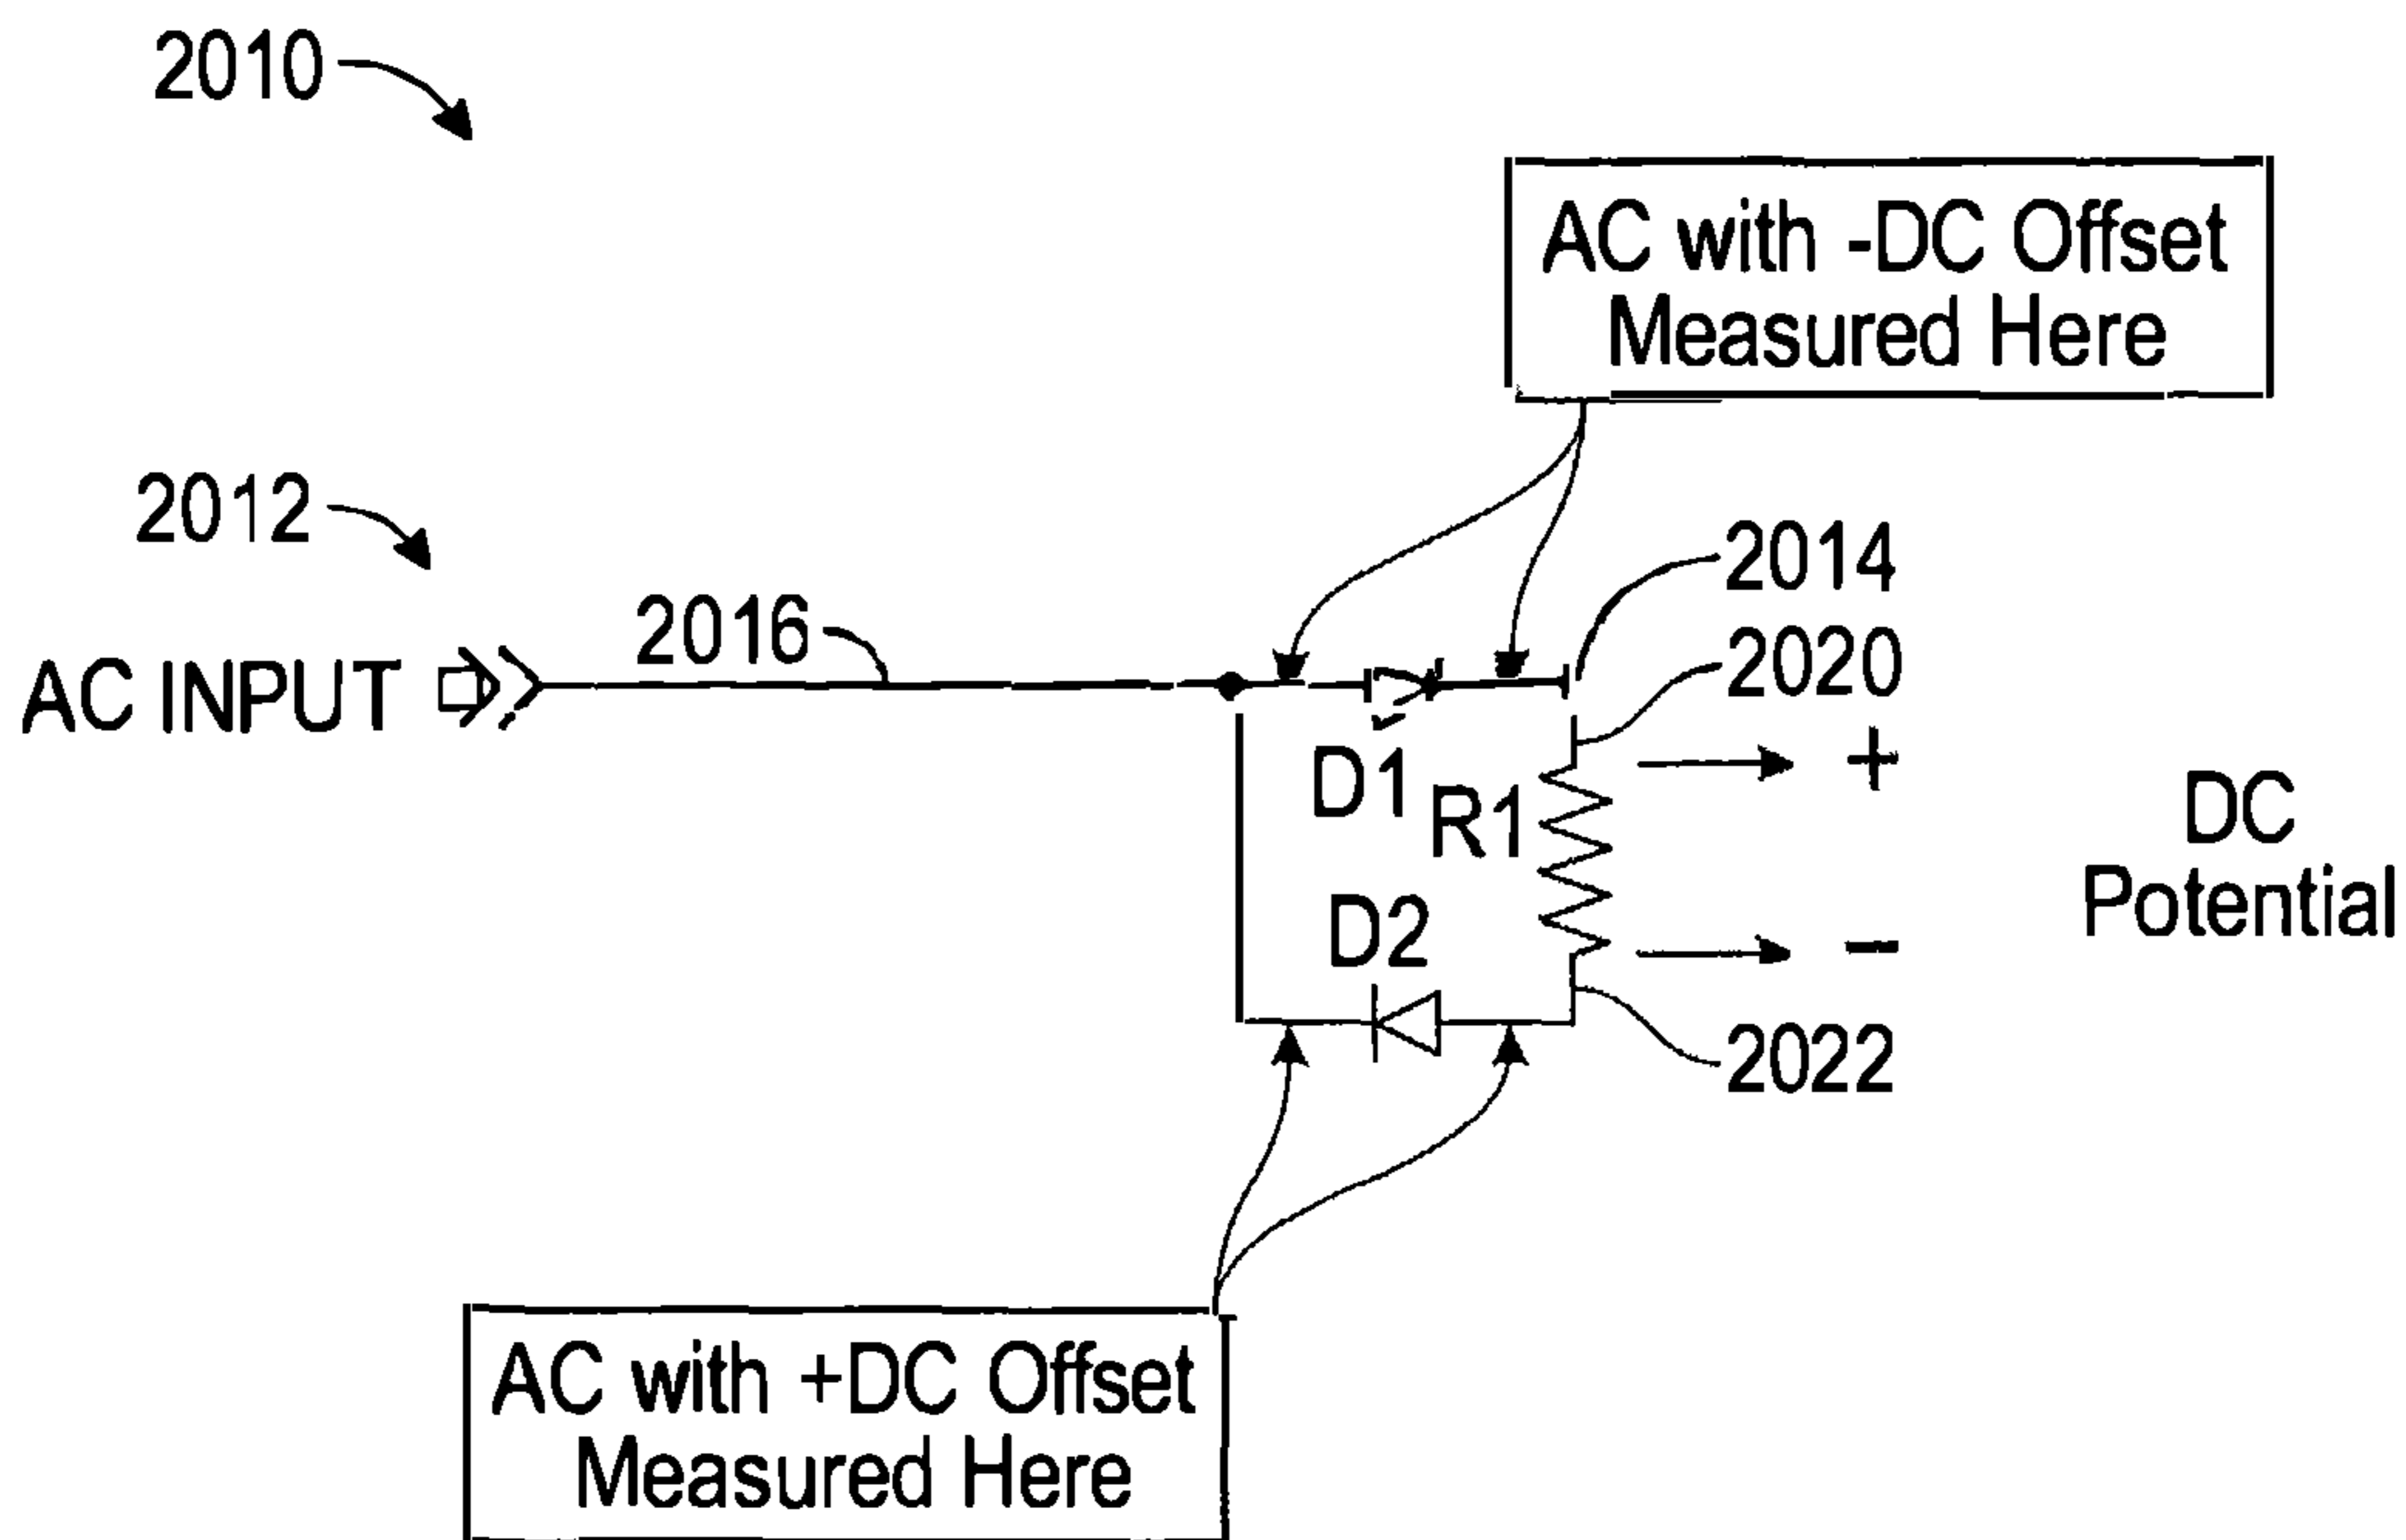 2010
AC with -DC Offset
Measured Here
2012
2014
2016
2020
AC INPUT
+
D1
R1
DC
Potential
D2
−
2022
AC with +DC Offset
Measured Here